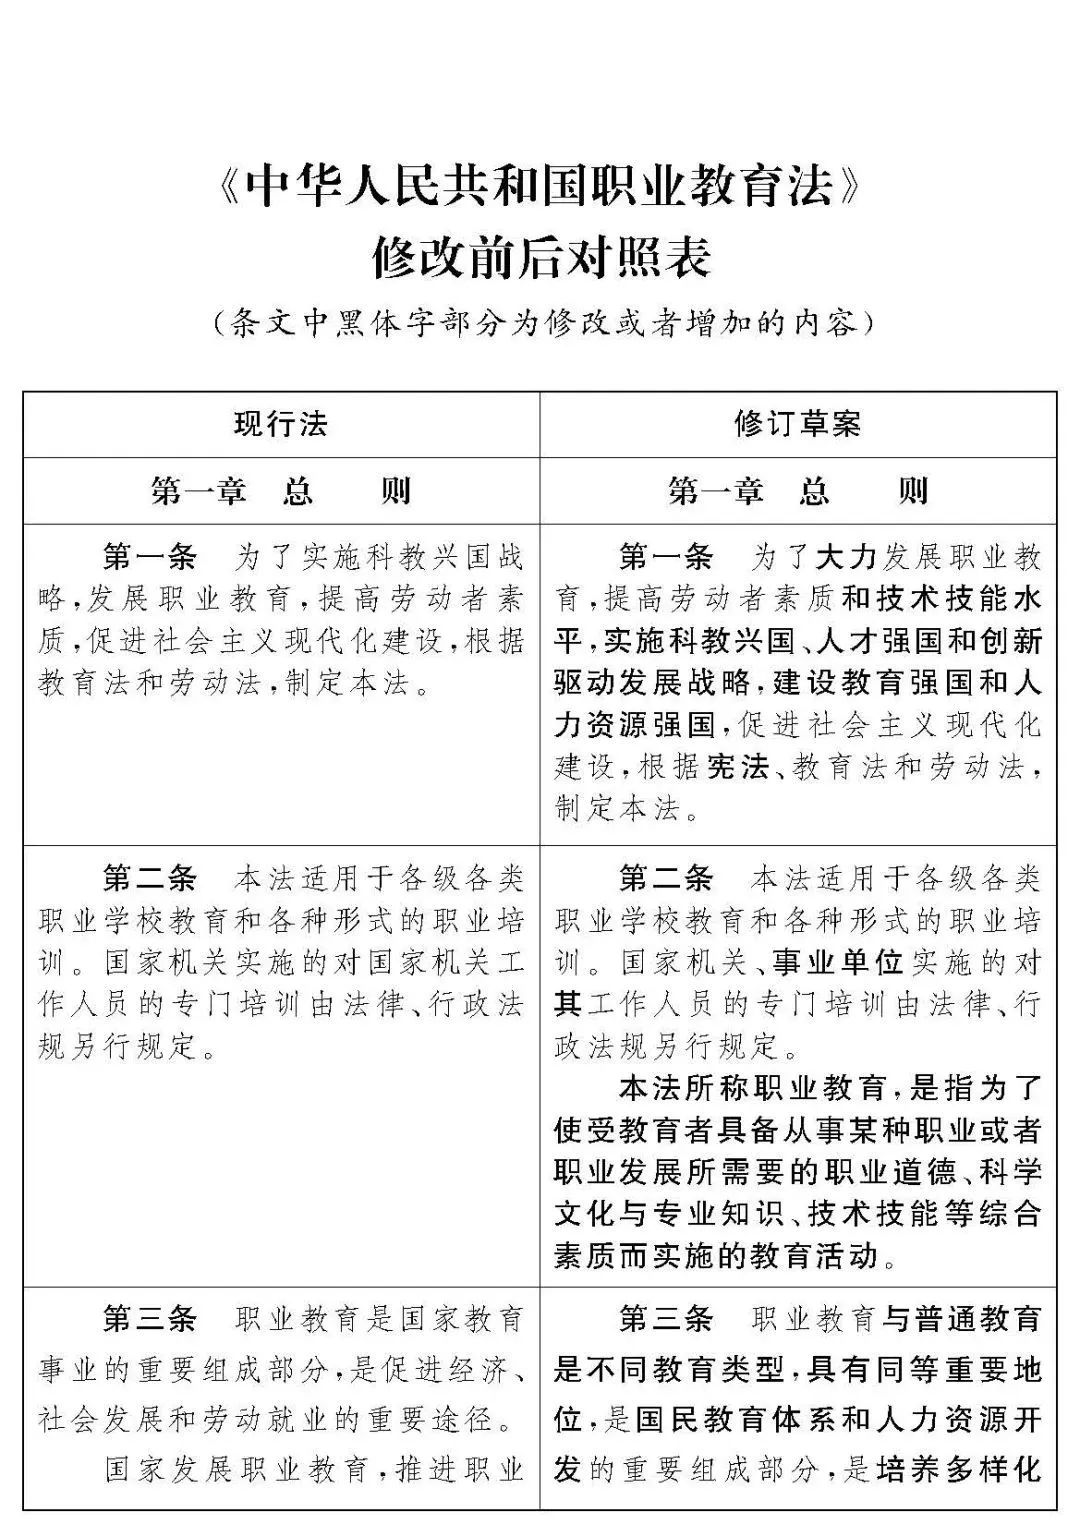 《中华人民共和国职业教育法》
修改前后对照表
（条文中黑体字部分为修改或者增加的内容）
现行法
修订草案
第一章 总 则
第一章 总 则
第一条 为了实施科教兴国战
略，发展职业教育，提高劳动者素
质，促进社会主义现代化建设，根据
教育法和劳动法，制定本法。
第一条 为了大力发展职业教
育，提高劳动者素质和技术技能水
平，实施科教兴国、人才强国和创新
驱动发展战略，建设教育强国和人
力资源强国，促进社会主义现代化
建设，根据宪法、教育法和劳动法，
制定本法。
第二条 本法适用于各级各类
职业学校教育和各种形式的职业培
训。国家机关实施的对国家机关工
作人员的专门培训由法律、行政法
规另行规定。
第二条 本法适用于各级各类
职业学校教育和各种形式的职业培
训。国家机关、事业单位实施的对
其工作人员的专门培训由法律、行
政法规另行规定。
本法所称职业教育，是指为了
使受教育者具备从事某种职业或者
职业发展所需要的职业道德、科学
文化与专业知识、技术技能等综合
素质而实施的教育活动。
第三条 职业教育是国家教育
事业的重要组成部分，是促进经济、
社会发展和劳动就业的重要途径。
国家发展职业教育，推进职业
第三条 职业教育与普通教育
是不同教育类型，具有同等重要地
位，是国民教育体系和人力资源开
发的重要组成部分，是培养多样化